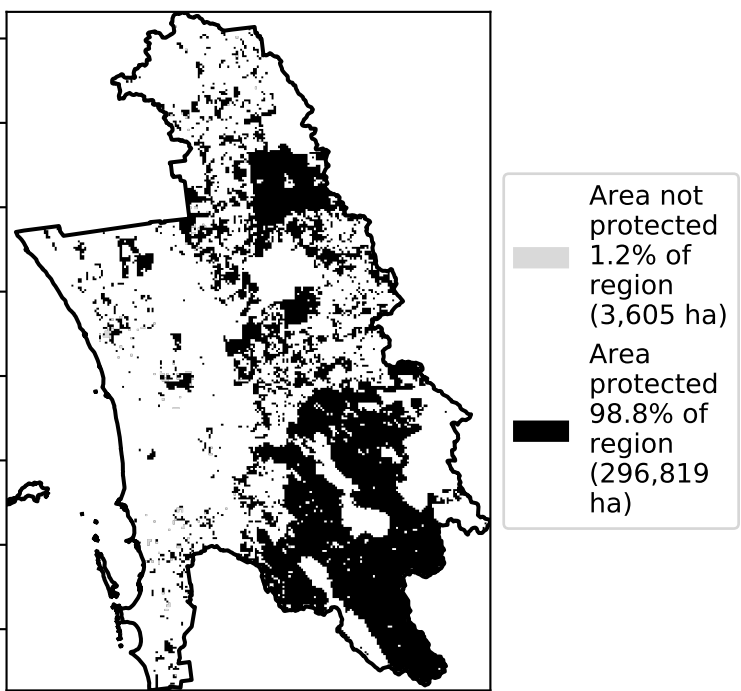 Area not
protected
1.2% of
region
(3,605 ha)
Area
protected
98.8% of
region
(296,819
ha)